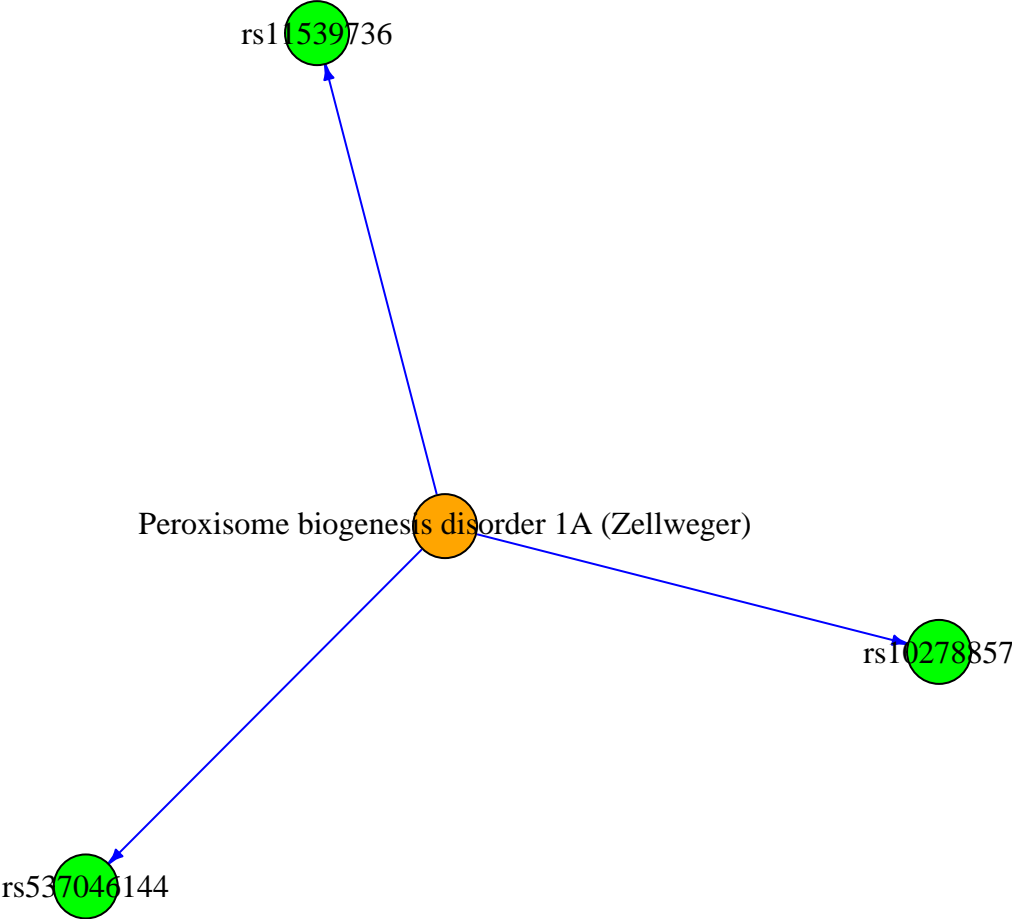 rs11539736
Peroxisome biogenesis disorder 1A (Zellweger)
rs10278857
rs537046144